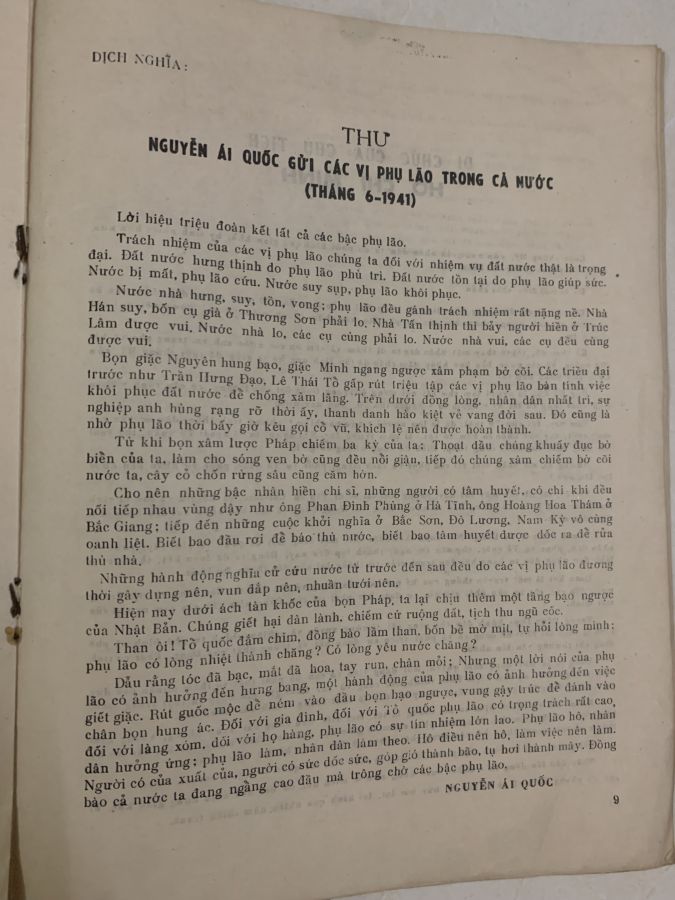 DỊCH NGHĨA:
THƯ
NGUYỄN ÁI QUỐC GỬI CÁC VỊ PHỤ LÃO TRONG CẢ NƯỚC
(THÁNG 6-1941)
Lời hiệu triệu đoàn kết tất cả các bậc phụ lão.
Trách nhiệm của các vị phụ lão chúng ta đối với nhiệm vụ đất nước thật là trọng
đại. Đất nước hưng thịnh do phụ lão phù trì. Đất nước tồn tại do phụ lão giúp sức.
Nước bị mất, phụ lão cứu. Nước suy sụp, phụ lão khôi phục.
Nước nhà hưng, suy, tồn, vong; phụ lão đều gánh trách nhiệm rất nặng nề. Nhà
Hán suy, bốn cụ già ở Thương Sơn phải lo. Nhà Tấn thịnh thì bảy người hiền ở Trúc
Lâm được vui. Nước nhà lo, các cụ cùng phải lo. Nước nhà vui, các cụ đều cùng
được vui.
Bọn giặc Nguyên hung bạo, giặc Minh ngang ngược xâm phạm bờ cõi. Các triều đại
trước như Trần Hưng Đạo, Lê Thái Tổ gấp rút triệu tập các vị phụ lão bàn tính việc
khôi phục đất nước để chống xâm lăng. Trên dưới đồng lòng, nhân dân nhất trí, sự
nghiệp anh hùng rạng rỡ thời ấy, thanh danh hào kiệt vẻ vang đời sau. Đó cũng là
nhờ phụ lão thời bấy giờ kêu gọi cổ vũ, khích lệ nên được hoàn thành.
Từ khi bọn xâm lược Pháp chiếm ba kỳ của ta; Thoạt đầu chúng khuấy đục bờ
biển của ta, làm cho sóng ven bờ cũng đều nổi giận, tiếp đó chúng xâm chiếm bờ cõi
nước ta, cây cỏ chốn rừng sâu cũng căm hờn.
Cho nên những bậc nhân hiền chí sĩ, những người có tâm huyết, có chí khí đều
nổi tiếp nhau vùng dậy như ông Phan Đình Phùng ở Hà Tĩnh, ông Hoàng Hoa Thám ở
Bắc Giang; tiếp đến những cuộc khởi nghĩa ở Bắc Sơn, Đô Lương, Nam Kỳ vô cùng
oanh liệt. Biết bao đầu rơi để báo thù nước, biết bao tâm huyết được dốc ra để rửa
thù nhà.
Những hành động nghĩa cử cứu nước từ trước đến sau đều do các vị phụ lão đương
thời gây dựng nên, vun đắp nên, nhuần tưới nên.
Hiện nay dưới ách tàn khốc của bọn Pháp, ta lại chịu thêm một tầng bạo ngược
của Nhật Bản. Chúng giết hại dân lành, chiếm cứ ruộng đất, tịch thu ngũ cốc.
Than ôi! Tổ quốc đắm chìm, đồng bào lầm than, bốn bề mờ mịt, tự hỏi lòng mình:
phụ lão có lòng nhiệt thành chăng? Có lòng yêu nước chăng?
Dẫu rằng tóc đã bạc, mắt đã hoa, tay run, chân mỏi; Nhưng một lời nói của phụ
lão có ảnh hưởng đến hưng bang, một hành động của phụ lão có ảnh hưởng đến việc
giết giặc. Rút guốc mộc để ném vào đầu bọn bạo ngược, vung gậy trúc để đánh vào
chân bọn hung ác. Đối với gia đình, đối với Tổ quốc phụ lão có trọng trách rất cao,
đối với làng xóm, đối với họ hàng, phụ lão có sự tín nhiệm lớn lao. Phụ lão hô, nhân
dân hưởng ứng; phụ lão làm, nhân dân làm theo. Hô điều nên hô, làm việc nên làm.
Người có của xuất của, người có sức dốc sức, góp gió thành bão, tụ hơi thành mây. Đồng
bào cả nước ta đang ngẩng cao đầu mà trông chờ các bậc phụ lão.
NGUYỄN ÁI QUỐC
9